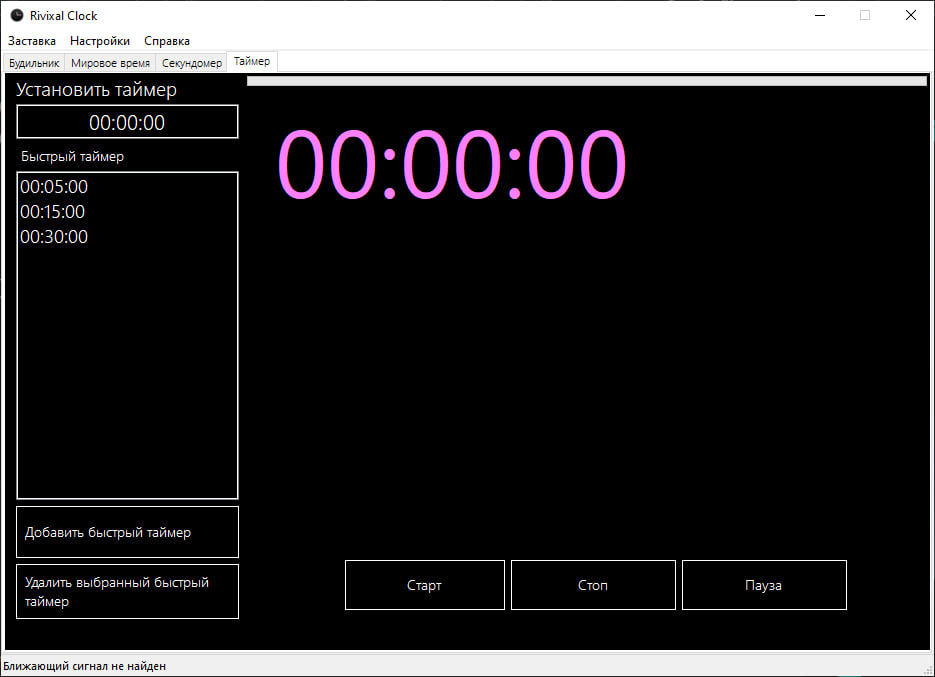 Rivixal Clock
Заставка Настройки Справка
Будильник Мировое время Секундомер Таймер
Установить таймер
00:00:00
Быстрый таймер
00:05:00
00:15:00
00:30:00
Добавить быстрый таймер
Удалить выбранный быстрый
таймер
00:00:00
Старт Стоп Пауза
Ближающий сигнал не найден